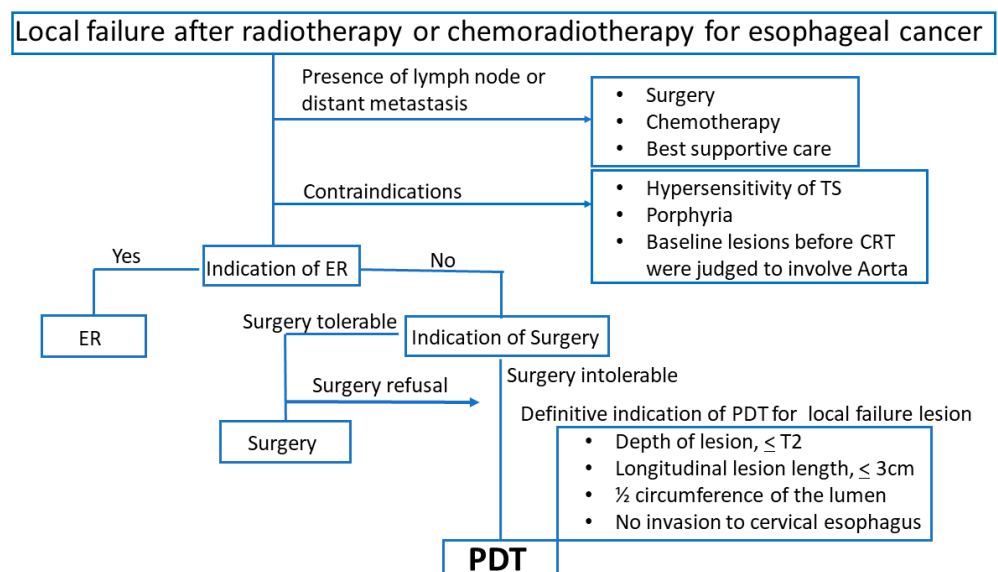 Local failure after radiotherapy or chemoradiotherapy for esophageal cancer
Presence of lymph node or
distant metastasis
• Surgery
• Chemotherapy
• Best supportive care
Contraindications
• Hypersensitivity of TS
• Porphyria
• Baseline lesions before CRT
were judged to involve Aorta
Yes
Indication of ER
No
ER
Surgery tolerable
Indication of Surgery
Surgery refusal
Surgery intolerable
Surgery
Definitive indication of PDT for local failure lesion
• Depth of lesion, ≤ T2
• Longitudinal lesion length, ≤ 3cm
• ½ circumference of the lumen
• No invasion to cervical esophagus
PDT